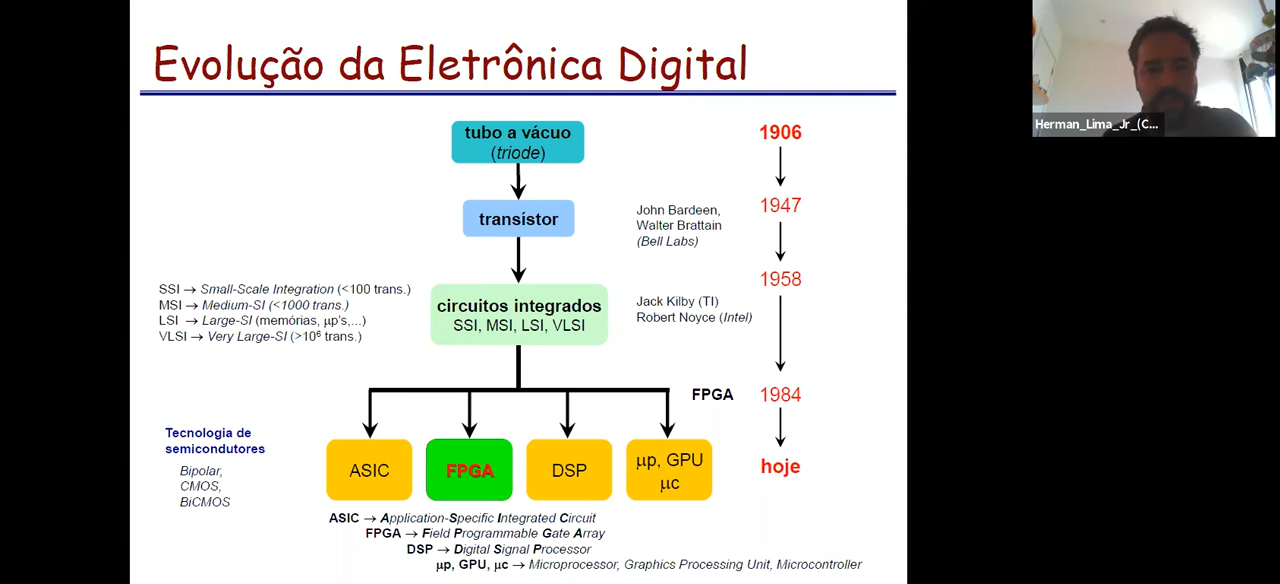 Evolução da Eletrônica Digital
Herman_Lima_Jr_(C...
tubo a vácuo
(triode)
1906
transístor
John Bardeen,
Walter Brattain
(Bell Labs)
1947
1958
SSI → Small-Scale Integration (<100 trans.)
MSI → Medium-SI (<1000 trans.)
LSI → Large-SI (memórias, μp's,...)
VLSI → Very Large-SI (>10⁶ trans.)
circuitos integrados
SSI, MSI, LSI, VLSI
Jack Kilby (TI)
Robert Noyce (Intel)
FPGA 1984
Tecnologia de
semicondutores
Bipolar,
CMOS,
BiCMOS
ASIC
FPGA
DSP
μp, GPU
μc
hoje
ASIC → Application-Specific Integrated Circuit
FPGA → Field Programmable Gate Array
DSP → Digital Signal Processor
μp, GPU, μc → Microprocessor, Graphics Processing Unit, Microcontroller